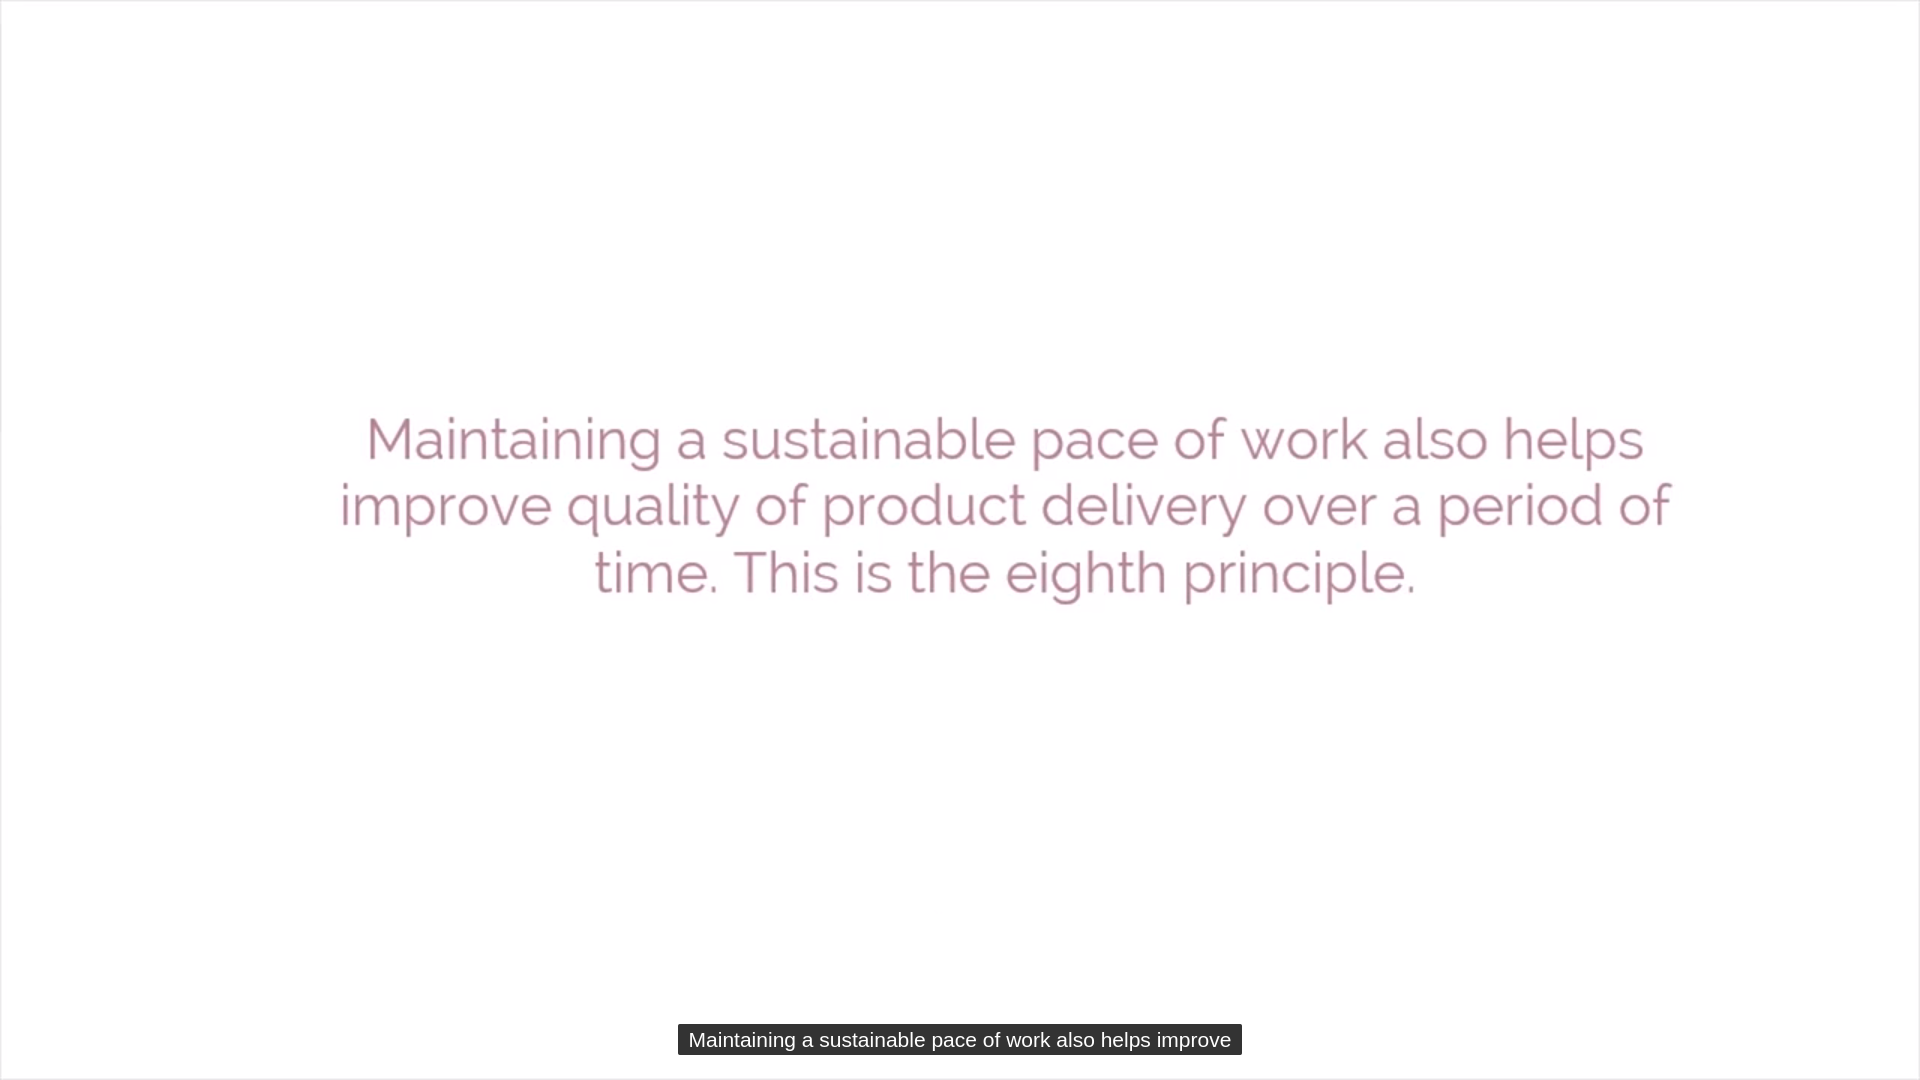 Maintaining a sustainable pace of work also helps
improve quality of product delivery over a period of
time. This is the eighth principle.
Maintaining a sustainable pace of work also helps improve